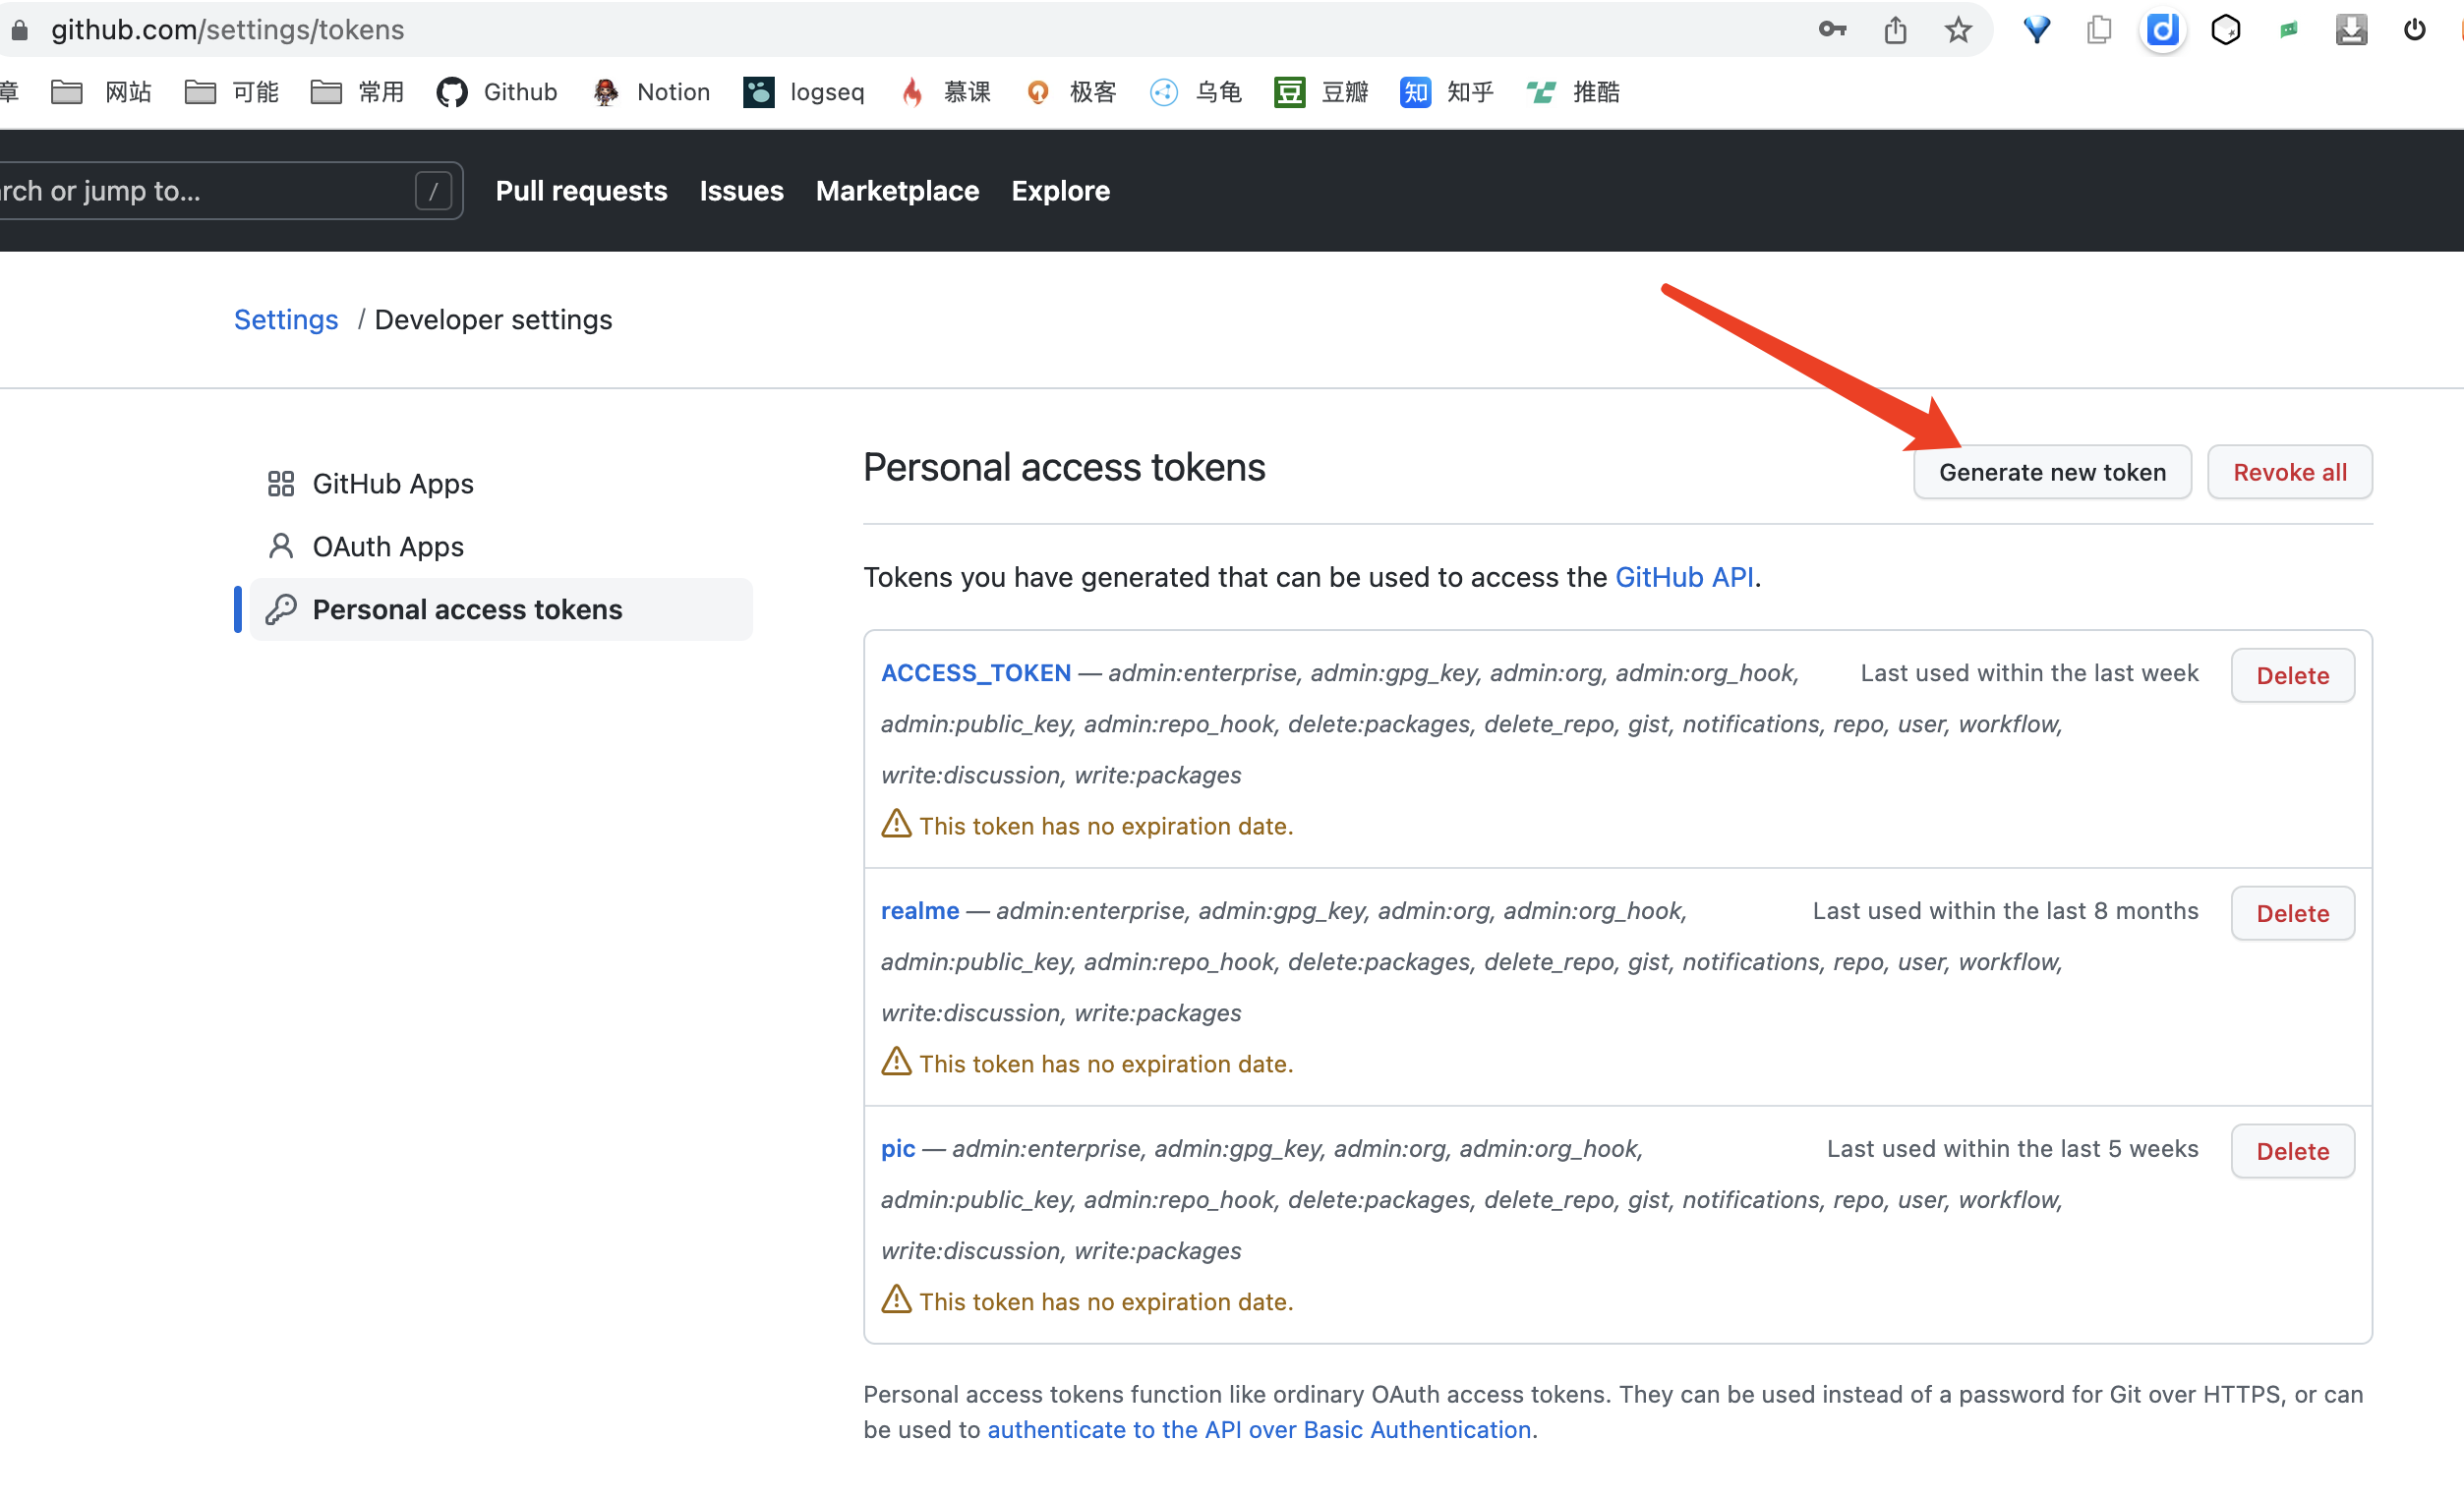 github.com/settings/tokens
章 网站 可能 常用 Github Notion logseq 慕课 极客 乌龟 豆 豆瓣 知 知乎 推酷
rch or jump to... / Pull requests Issues Marketplace Explore
Settings / Developer settings
GitHub Apps
OAuth Apps
Personal access tokens
Personal access tokens
Generate new token Revoke all
Tokens you have generated that can be used to access the GitHub API.
ACCESS_TOKEN — admin:enterprise, admin:gpg_key, admin:org, admin:org_hook, Last used within the last week Delete
admin:public_key, admin:repo_hook, delete:packages, delete_repo, gist, notifications, repo, user, workflow,
write:discussion, write:packages
This token has no expiration date.
realme — admin:enterprise, admin:gpg_key, admin:org, admin:org_hook, Last used within the last 8 months Delete
admin:public_key, admin:repo_hook, delete:packages, delete_repo, gist, notifications, repo, user, workflow,
write:discussion, write:packages
This token has no expiration date.
pic — admin:enterprise, admin:gpg_key, admin:org, admin:org_hook, Last used within the last 5 weeks Delete
admin:public_key, admin:repo_hook, delete:packages, delete_repo, gist, notifications, repo, user, workflow,
write:discussion, write:packages
This token has no expiration date.
Personal access tokens function like ordinary OAuth access tokens. They can be used instead of a password for Git over HTTPS, or can
be used to authenticate to the API over Basic Authentication.